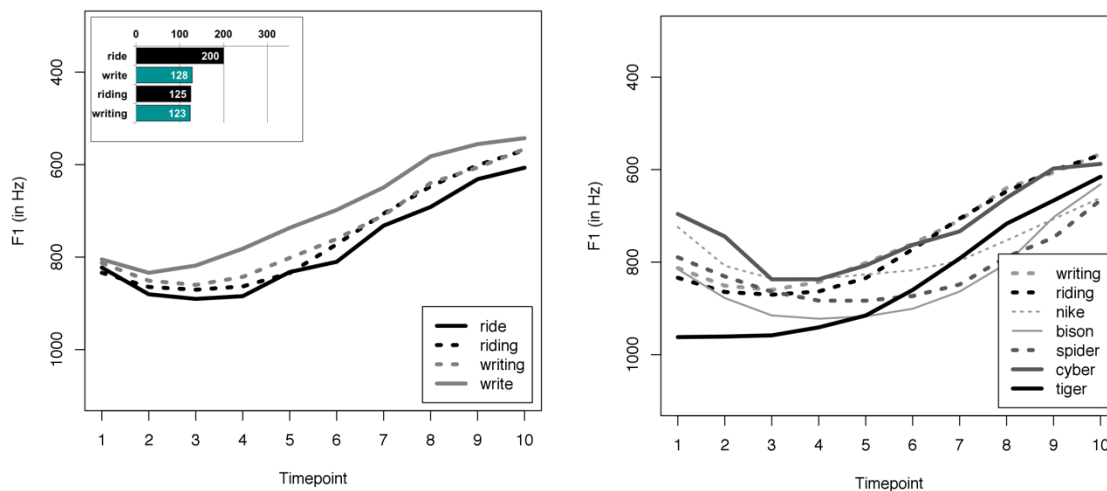 0 100 200 300
ride 200
write 128
riding 125
writing 123
F1 (in Hz)
400
600
800
1000
ride
riding
writing
write
1 2 3 4 5 6 7 8 9 10
Timepoint
F1 (in Hz)
400
600
800
1000
writing
riding
nike
bison
spider
cyber
tiger
1 2 3 4 5 6 7 8 9 10
Timepoint